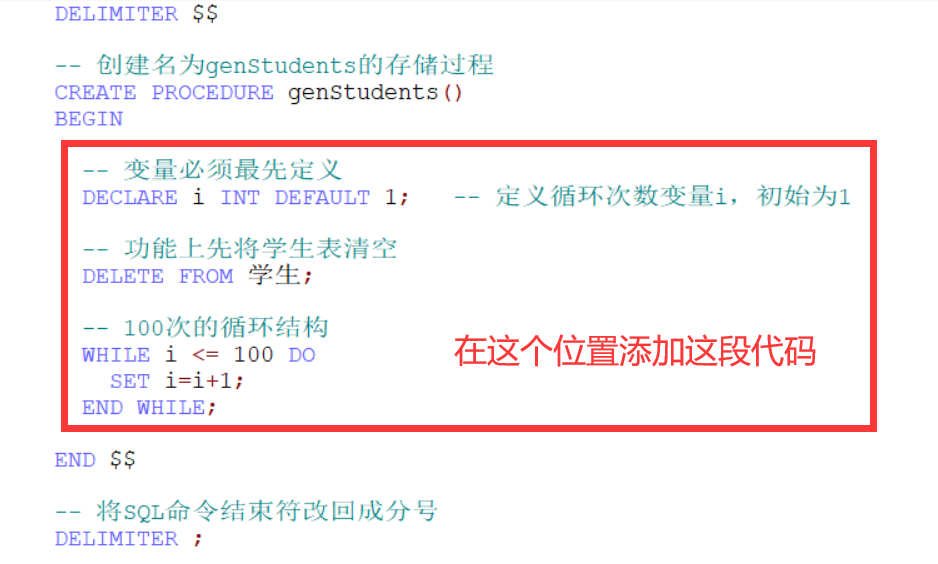 DELIMITER $$
-- 创建名为genStudents的存储过程
CREATE PROCEDURE genStudents()
BEGIN
-- 变量必须最先定义
DECLARE i INT DEFAULT 1; -- 定义循环次数变量i，初始为1
-- 功能上先将学生表清空
DELETE FROM 学生;
-- 100次的循环结构
WHILE i <= 100 DO
在这个位置添加这段代码
SET i=i+1;
END WHILE;
END $$
-- 将SQL命令结束符改回成分号
DELIMITER ;